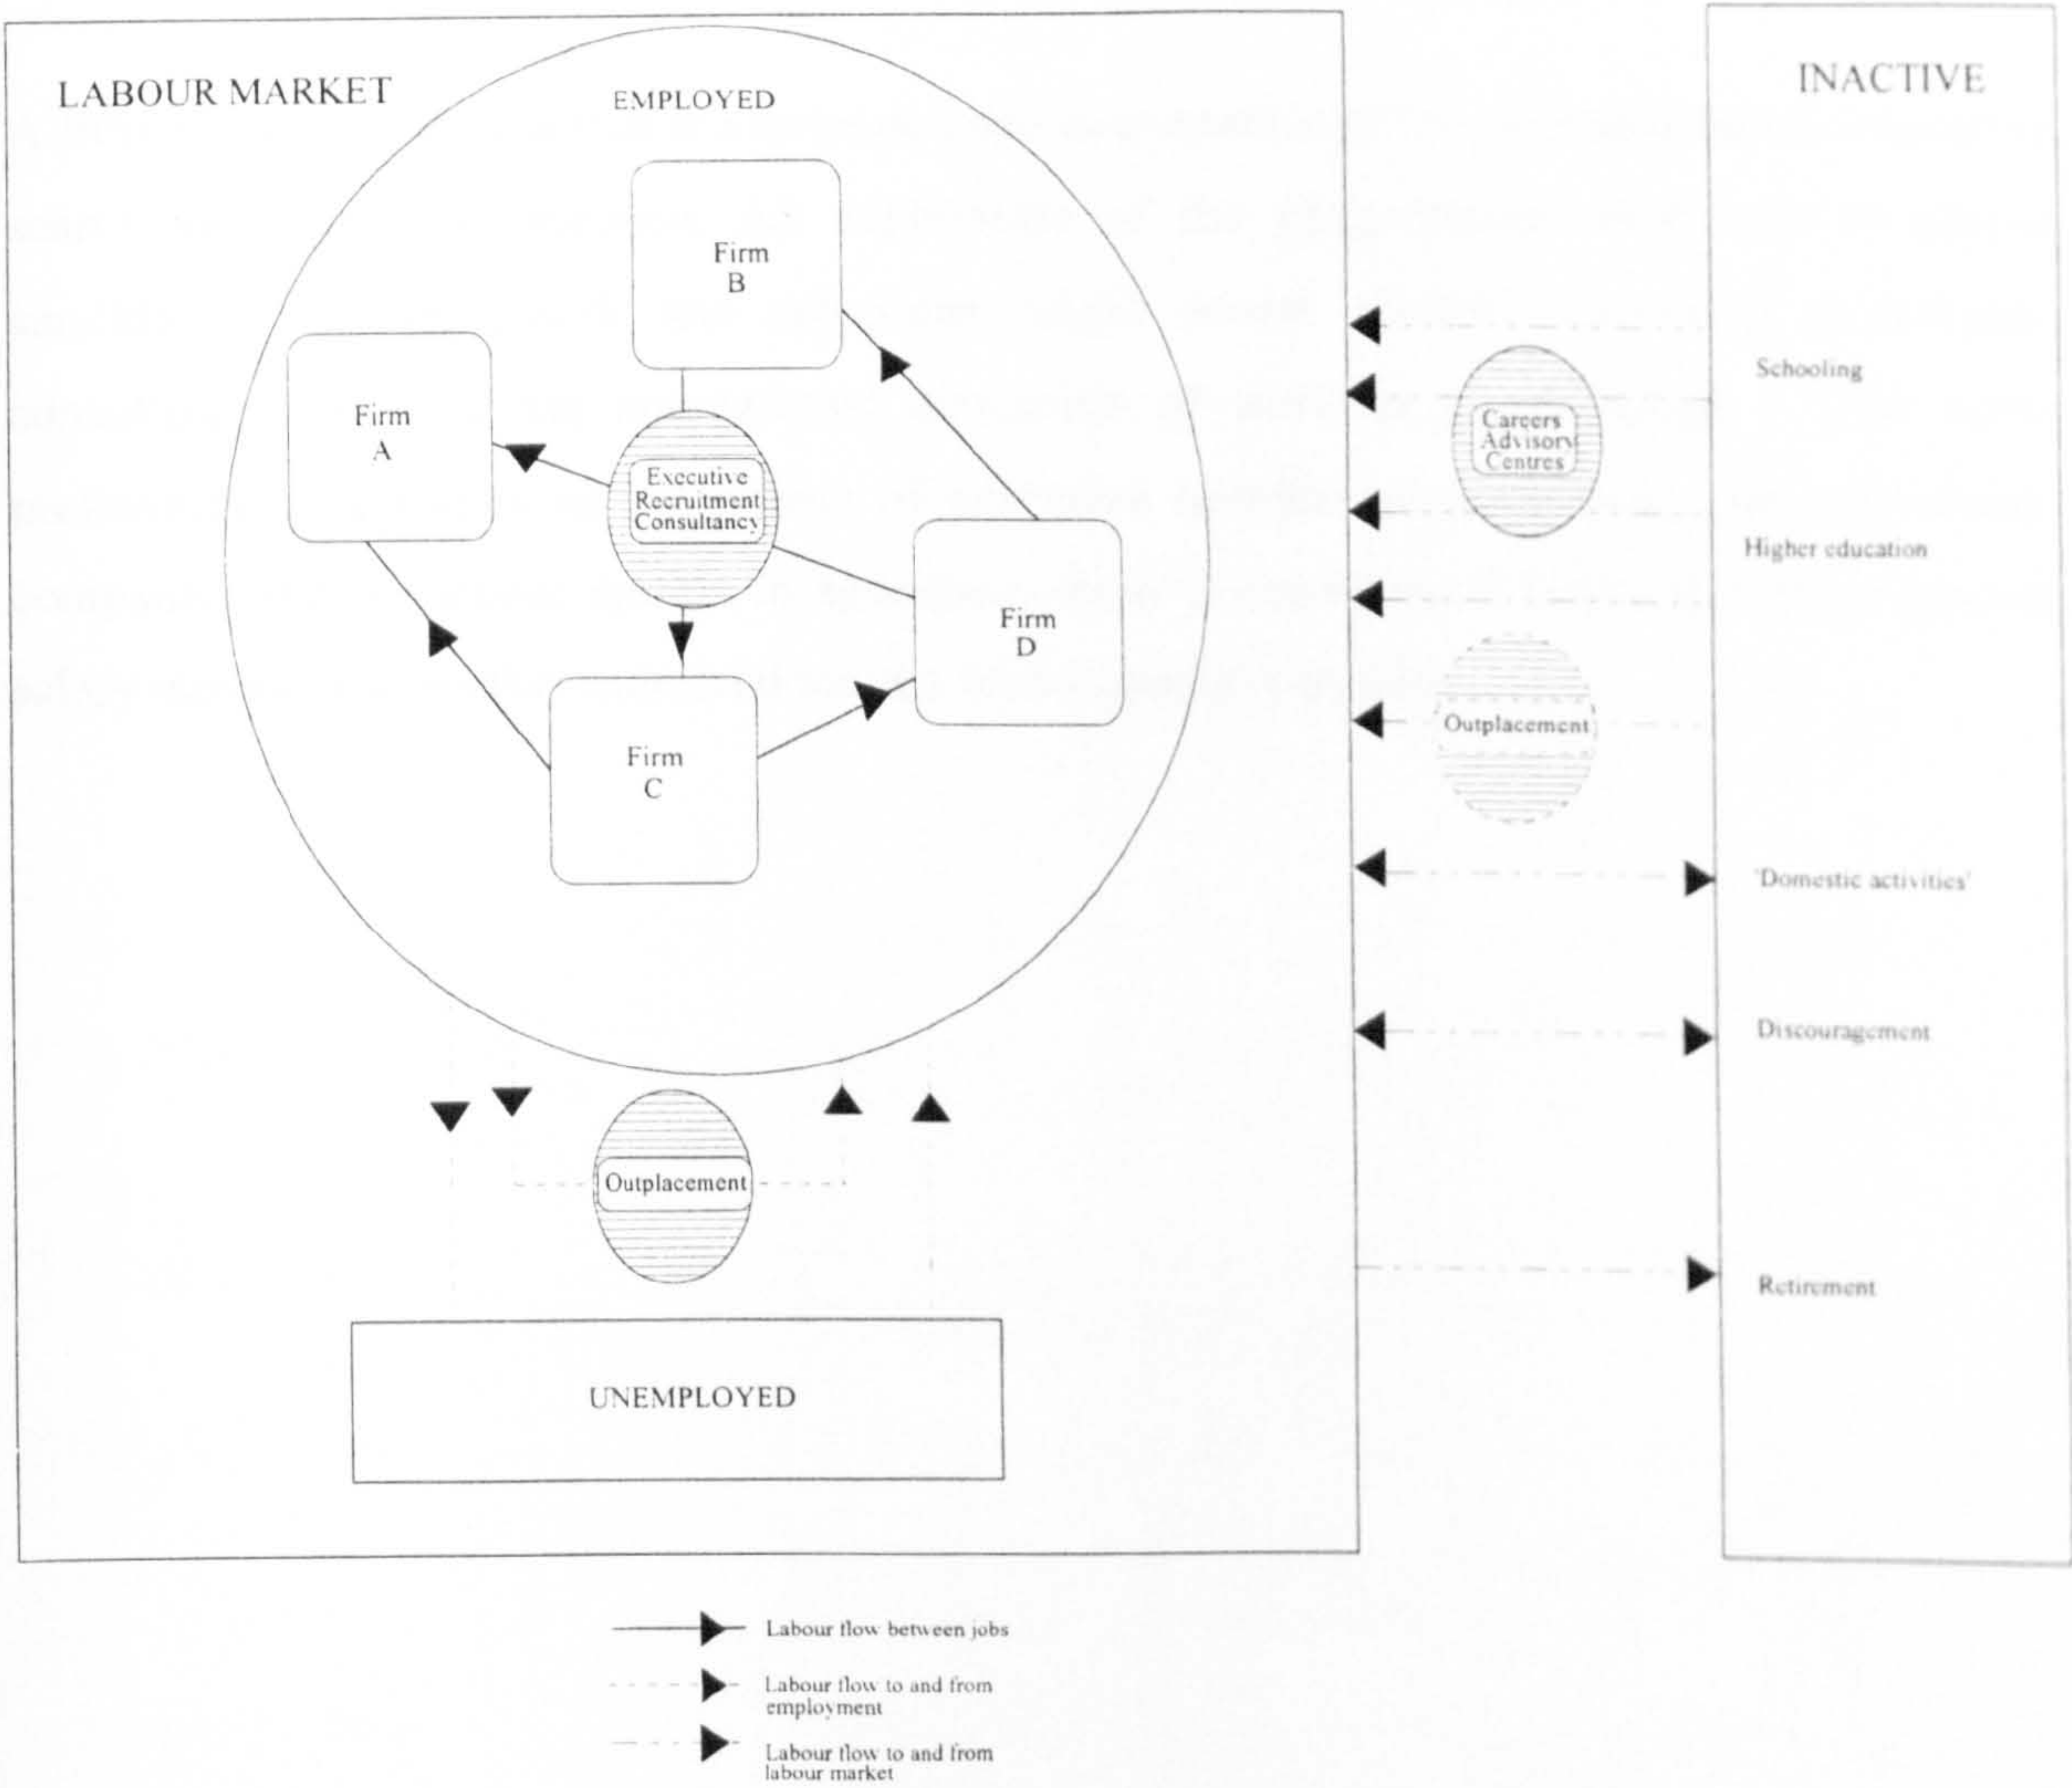 LABOUR MARKET
EMPLOYED
INACTIVE
Firm
B
Firm
A
Executive
Recruitment
Consultancy
Firm
D
Firm
C
Schooling
Careers
Advisory
Centres
Higher education
Outplacement
'Domestic activities'
Discouragement
Outplacement
Retirement
UNEMPLOYED
Labour flow between jobs
Labour flow to and from
employment
Labour flow to and from
labour market